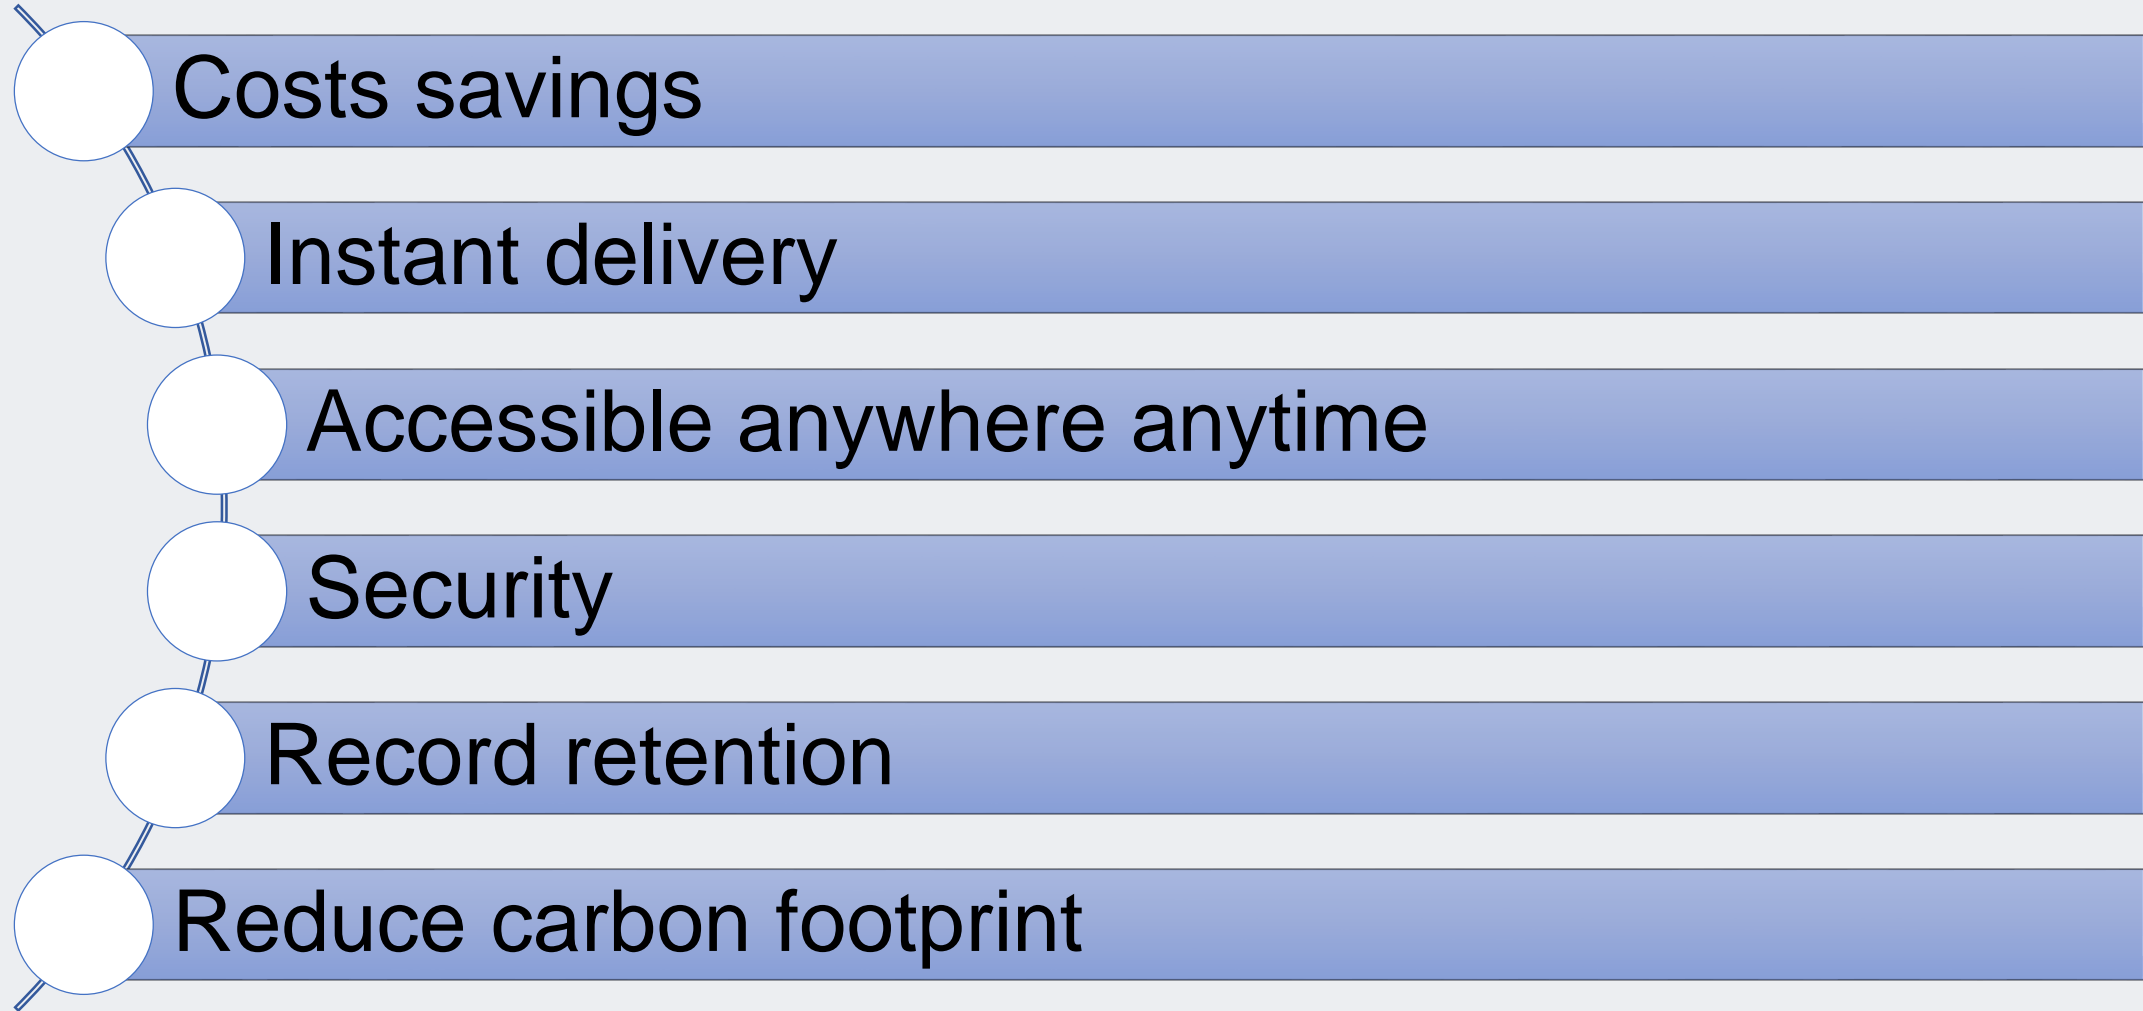 Costs savings
Instant delivery
Accessible anywhere anytime
Security
Record retention
Reduce carbon footprint